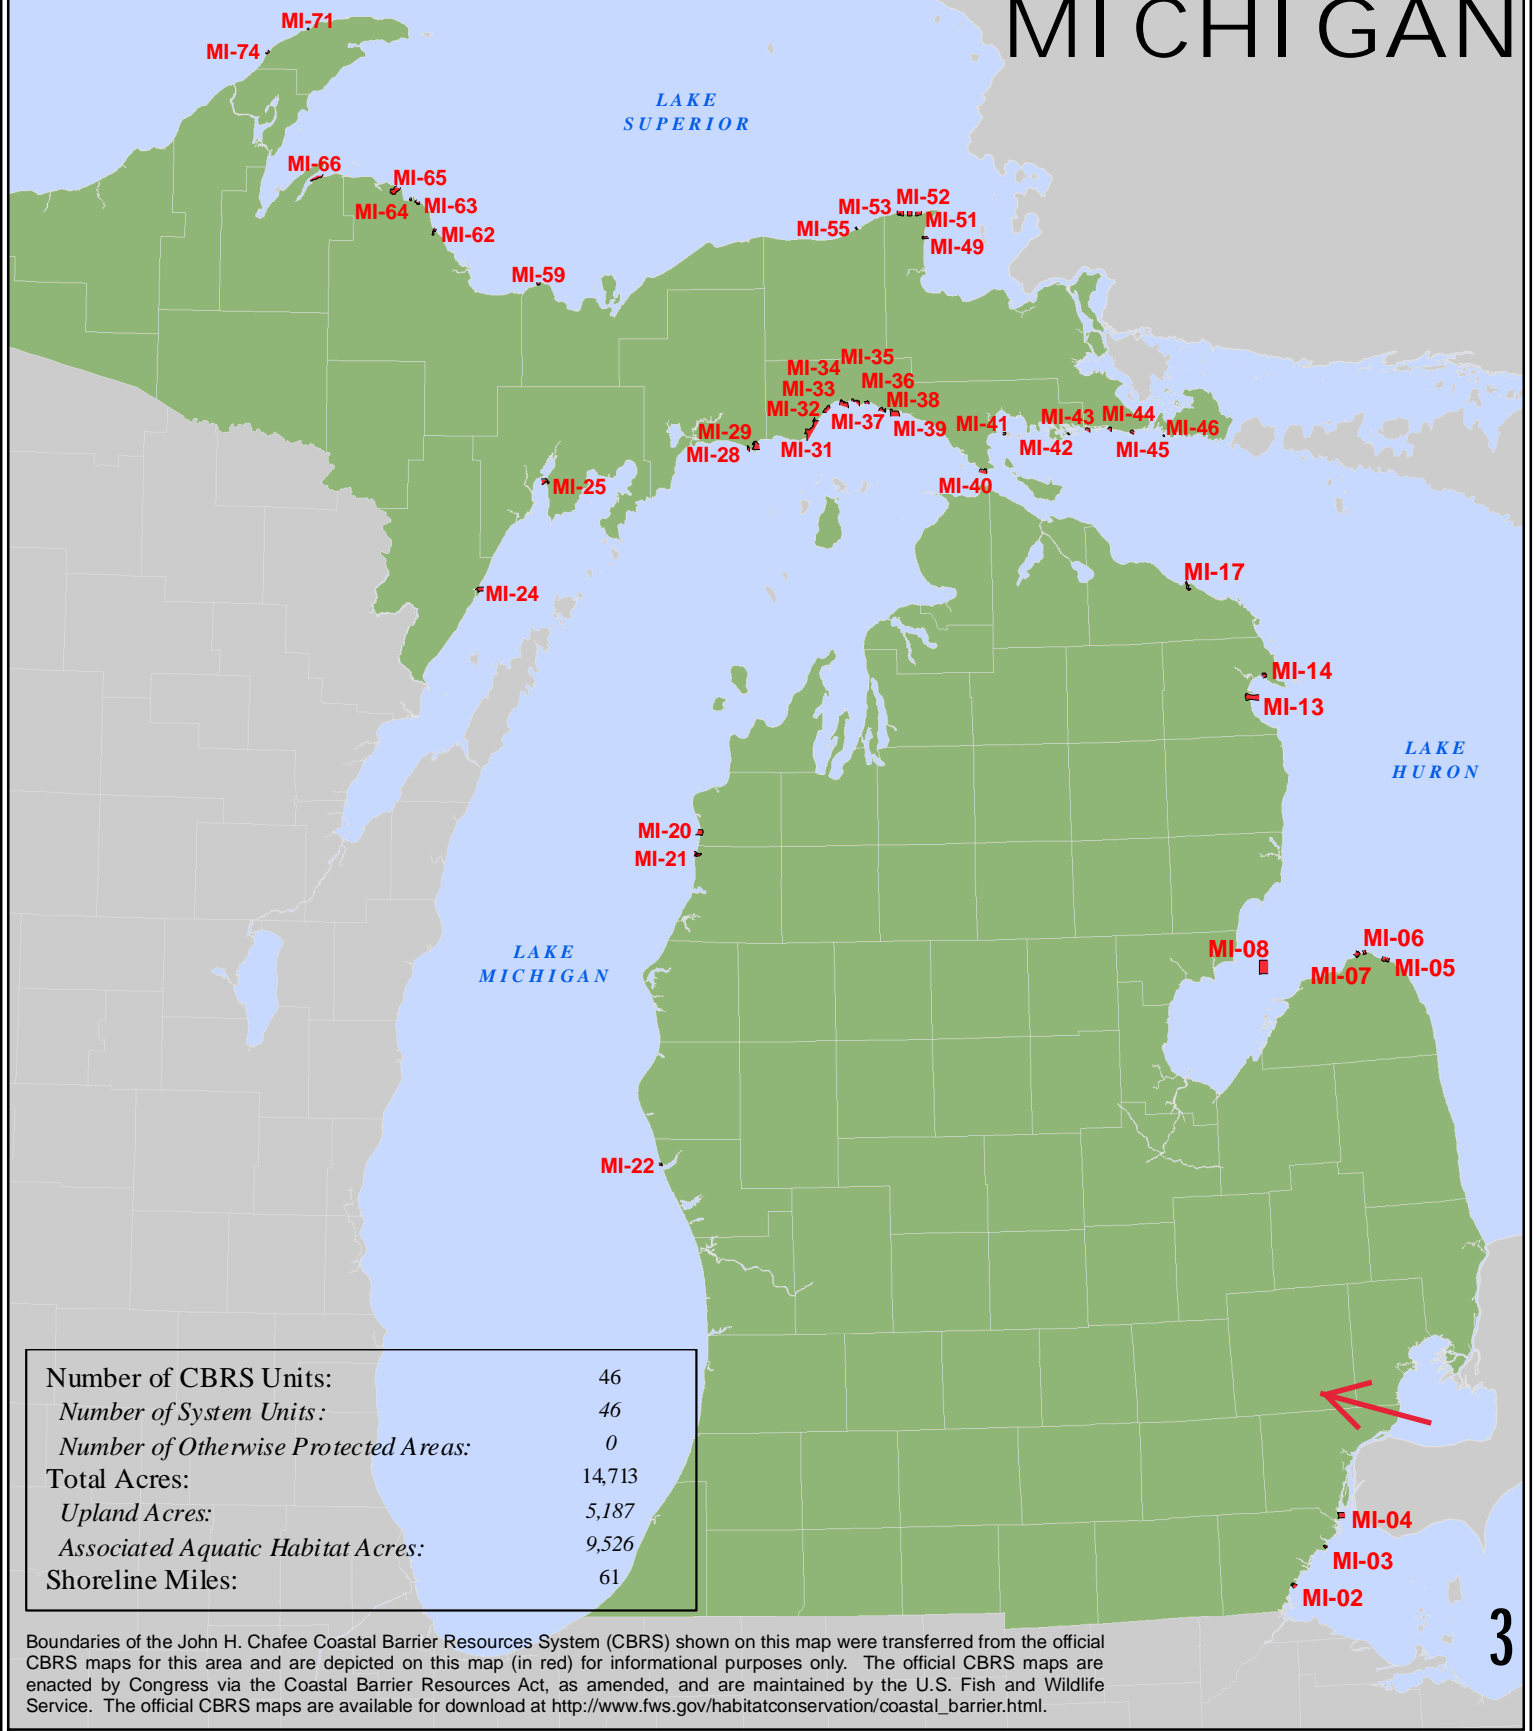 MICHIGAN
MI-71
MI-74
LAKE
SUPERIOR
MI-66
MI-65
MI-64
MI-63
MI-62
MI-59
MI-52
MI-53
MI-51
MI-55
MI-49
MI-35
MI-34
MI-36
MI-33
MI-38
MI-32
MI-37
MI-39
MI-31
MI-29
MI-28
MI-41
MI-43
MI-44
MI-46
MI-42
MI-45
MI-40
MI-25
MI-24
MI-17
MI-14
MI-13
LAKE
HURON
MI-20
MI-21
LAKE
MICHIGAN
MI-08
MI-06
MI-07
MI-05
MI-22
Number of CBRS Units: 46
Number of System Units: 46
Number of Otherwise Protected Areas: 0
Total Acres: 14,713
Upland Acres: 5,187
Associated Aquatic Habitat Acres: 9,526
Shoreline Miles: 61
MI-04
MI-03
MI-02
3
Boundaries of the John H. Chafee Coastal Barrier Resources System (CBRS) shown on this map were transferred from the official
CBRS maps for this area and are depicted on this map (in red) for informational purposes only. The official CBRS maps are
enacted by Congress via the Coastal Barrier Resources Act, as amended, and are maintained by the U.S. Fish and Wildlife
Service. The official CBRS maps are available for download at http://www.fws.gov/habitatconservation/coastal_barrier.html.